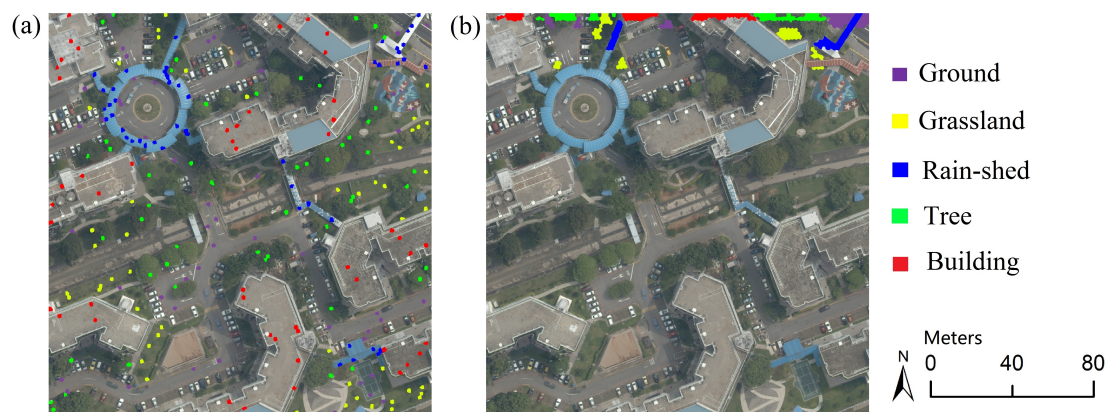 (a)
(b)
Ground
Grassland
Rain-shed
Tree
Building
Meters
N
0 40 80